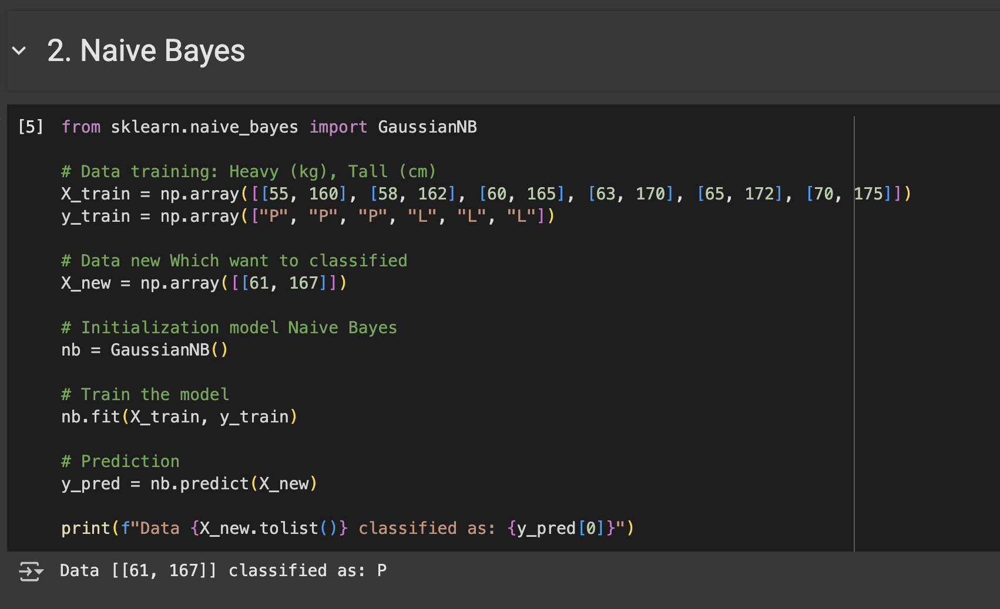 2. Naive Bayes
[5] from sklearn.naive_bayes import GaussianNB
# Data training: Heavy (kg), Tall (cm)
X_train = np.array([[55, 160], [58, 162], [60, 165], [63, 170], [65, 172], [70, 175]])
y_train = np.array(["P", "P", "P", "L", "L", "L"])
# Data new Which want to classified
X_new = np.array([[61, 167]])
# Initialization model Naive Bayes
nb = GaussianNB()
# Train the model
nb.fit(X_train, y_train)
# Prediction
y_pred = nb.predict(X_new)
print(f"Data {X_new.tolist()} classified as: {y_pred[0]}")
Data [[61, 167]] classified as: P